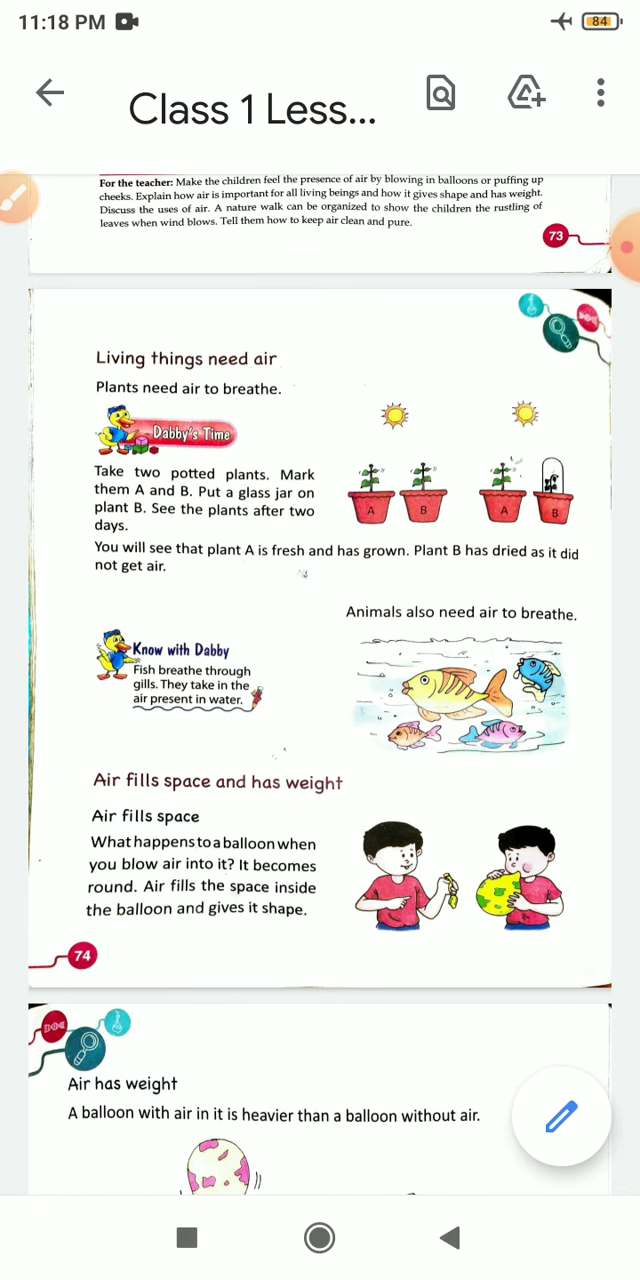 11:18 PM
84
Class 1 Less...
For the teacher: Make the children feel the presence of air by blowing in balloons or puffing up
cheeks. Explain how air is important for all living beings and how it gives shape and has weight.
Discuss the uses of air. A nature walk can be organized to show the children the rustling of
leaves when wind blows. Tell them how to keep air clean and pure.
73
Living things need air
Plants need air to breathe.
Dabby's Time
Take two potted plants. Mark
them A and B. Put a glass jar on
plant B. See the plants after two
days.
A B A B
You will see that plant A is fresh and has grown. Plant B has dried as it did
not get air.
Animals also need air to breathe.
Know with Dabby
Fish breathe through
gills. They take in the
air present in water.
Air fills space and has weight
Air fills space
What happens to a balloon when
you blow air into it? It becomes
round. Air fills the space inside
the balloon and gives it shape.
74
Air has weight
A balloon with air in it is heavier than a balloon without air.